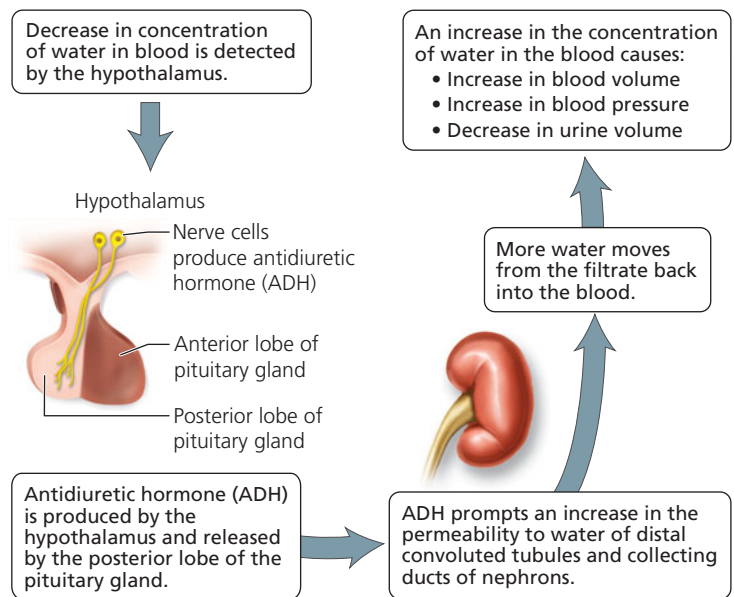 Decrease in concentration
of water in blood is detected
by the hypothalamus.
Hypothalamus
Nerve cells
produce antidiuretic
hormone (ADH)
Anterior lobe of
pituitary gland
Posterior lobe of
pituitary gland
Antidiuretic hormone (ADH)
is produced by the
hypothalamus and released
by the posterior lobe of the
pituitary gland.
ADH prompts an increase in the
permeability to water of distal
convoluted tubules and collecting
ducts of nephrons.
More water moves
from the filtrate back
into the blood.
An increase in the concentration
of water in the blood causes:
• Increase in blood volume
• Increase in blood pressure
• Decrease in urine volume